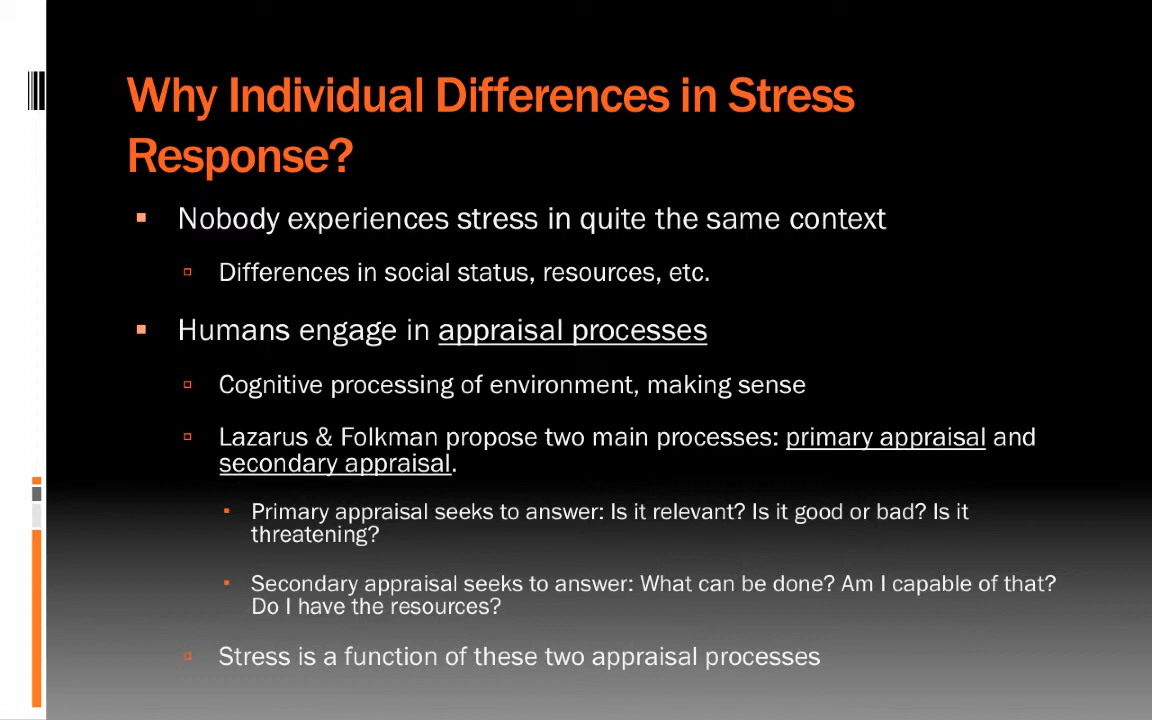 Why Individual Differences in Stress
Response?
Nobody experiences stress in quite the same context
Differences in social status, resources, etc.
Humans engage in appraisal processes
Cognitive processing of environment, making sense
Lazarus & Folkman propose two main processes: primary appraisal and
secondary appraisal.
Primary appraisal seeks to answer: Is it relevant? Is it good or bad? Is it
threatening?
Secondary appraisal seeks to answer: What can be done? Am I capable of that?
Do I have the resources?
Stress is a function of these two appraisal processes